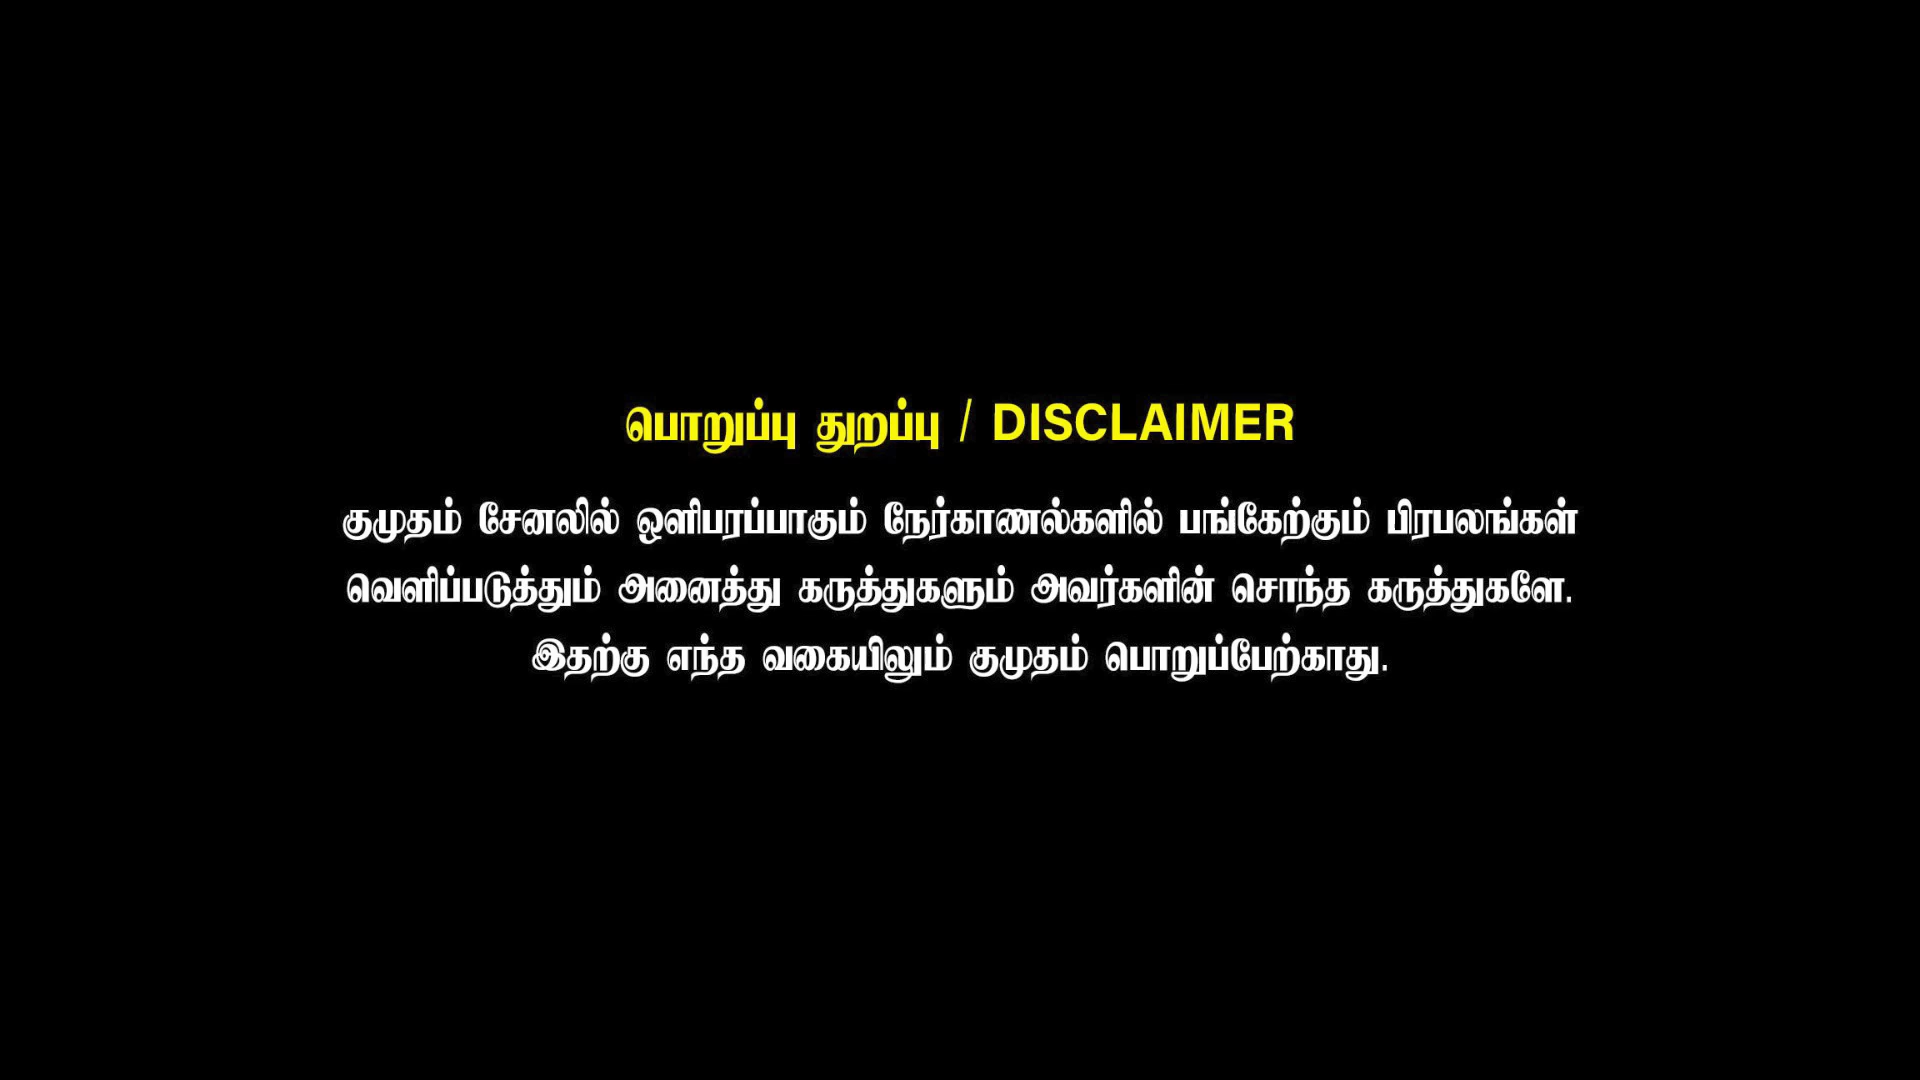 பொறுப்பு துறப்பு / DISCLAIMER
குமுதம் சேனலில் ஒளிபரப்பாகும் நேர்காணல்களில் பங்கேற்கும் பிரபலங்கள்
வெளிப்படுத்தும் அனைத்து கருத்துகளும் அவர்களின் சொந்த கருத்துகளே.
இதற்கு எந்த வகையிலும் குமுதம் பொறுப்பேற்காது.